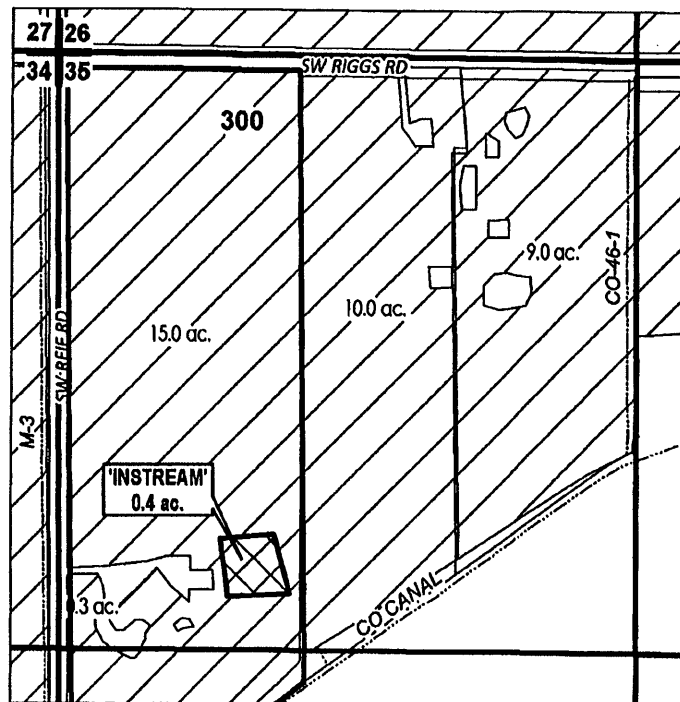 27 26
34 35
SW RIGGS RD
300
9.0 ac.
CO-46-1
10.0 ac.
15.0 ac.
SW REIF RD
M-3
'INSTREAM'
0.4 ac.
.3 ac.
CO CANAL